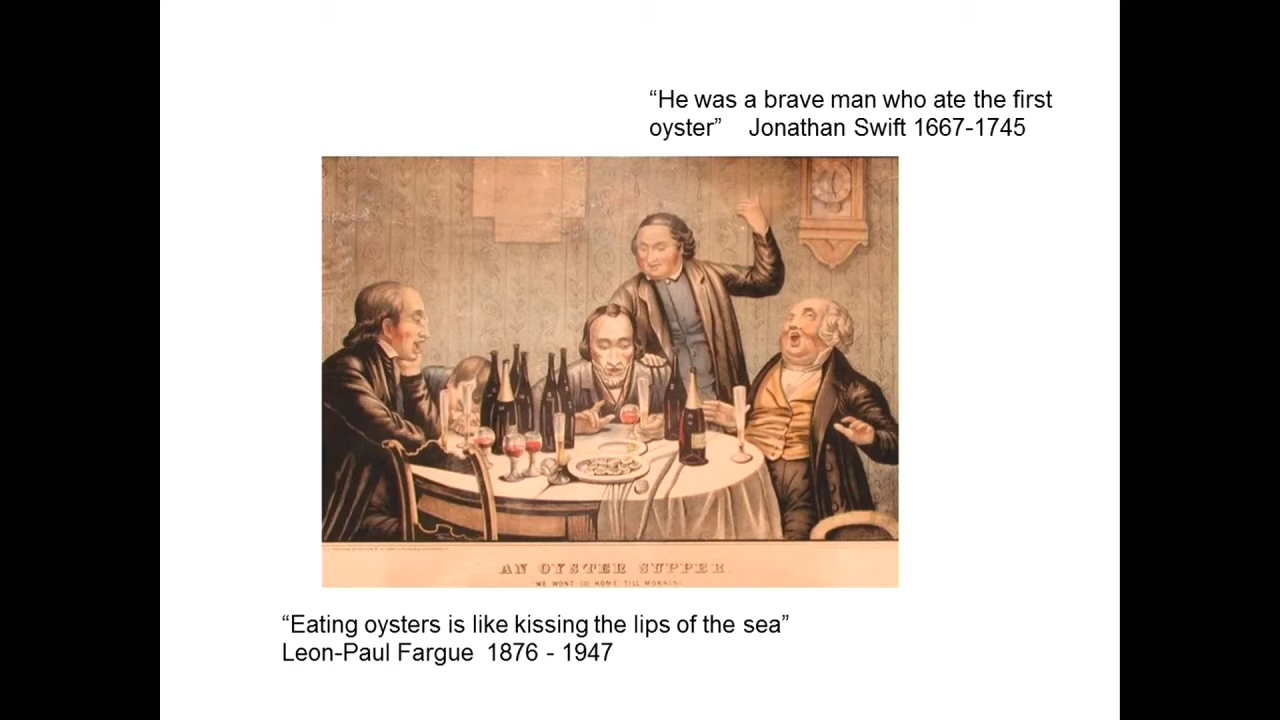 “He was a brave man who ate the first
oyster” Jonathan Swift 1667-1745
AN OYSTER SUPPER.
"WE WONT GO HOME TILL MORNING"
“Eating oysters is like kissing the lips of the sea”
Leon-Paul Fargue 1876 - 1947